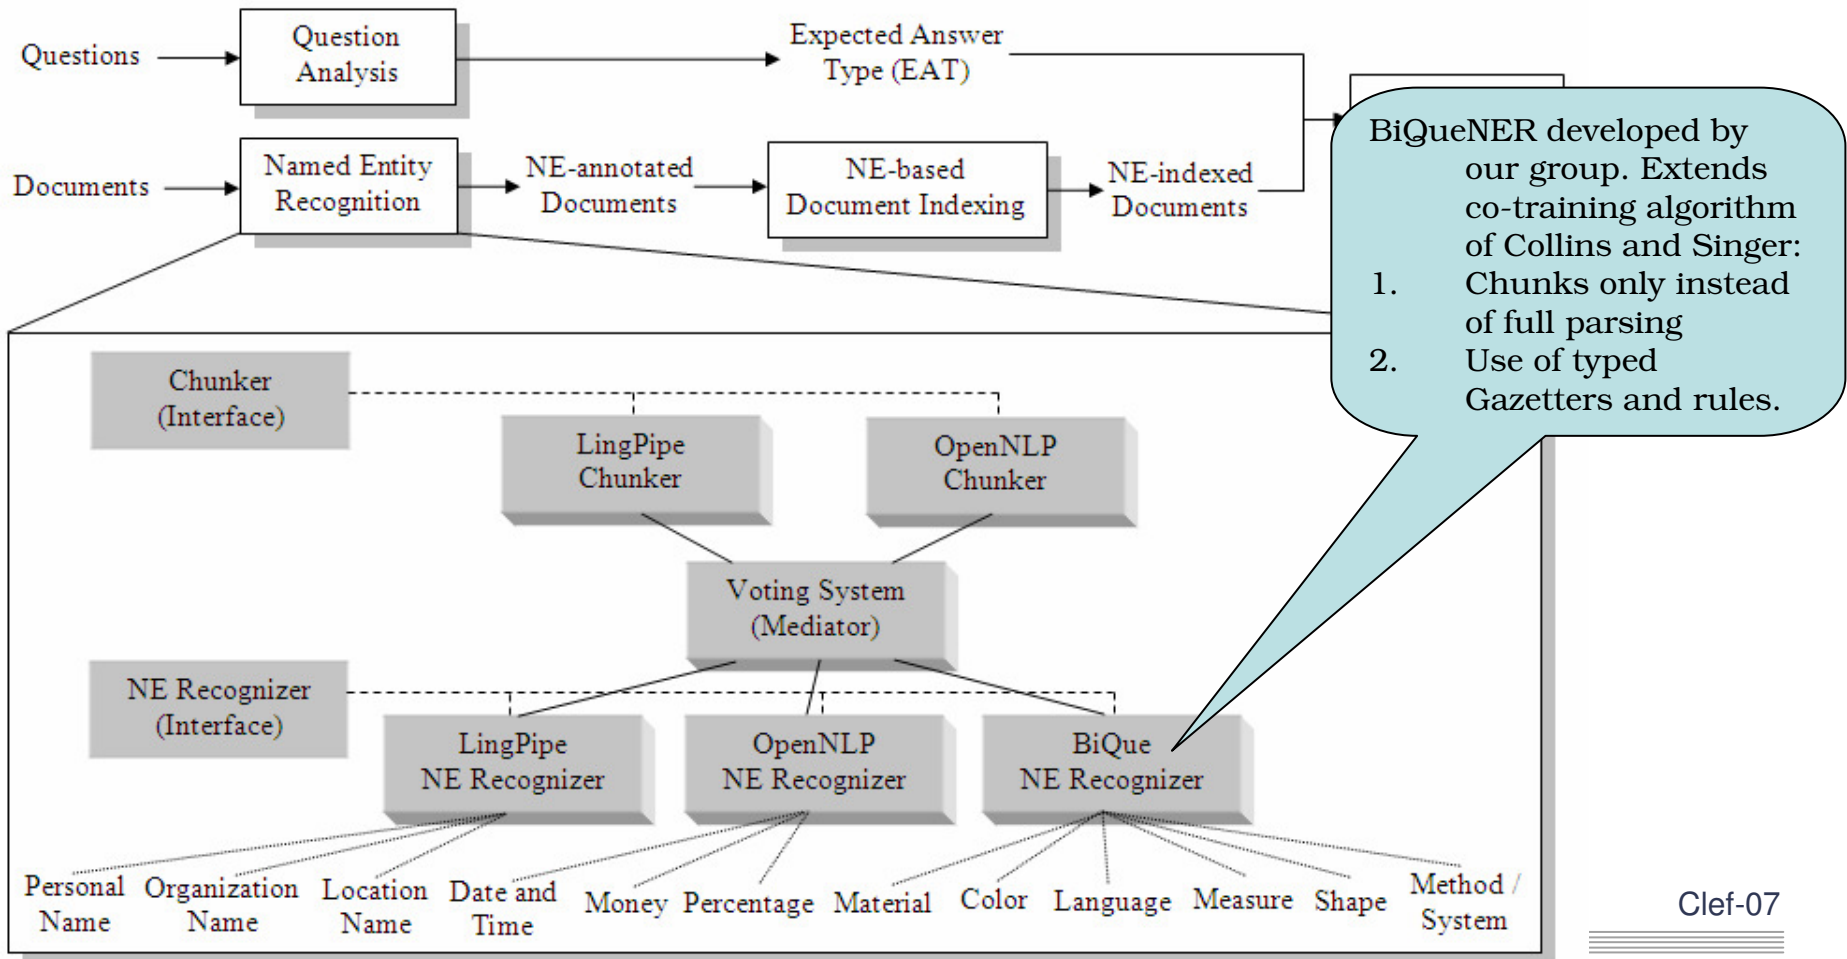 Questions
Question
Analysis
Expected Answer
Type (EAT)
Documents
Named Entity
Recognition
NE-annotated
Documents
NE-based
Document Indexing
NE-indexed
Documents
BiQueNER developed by
our group. Extends
co-training algorithm
of Collins and Singer:
1. Chunks only instead
of full parsing
2. Use of typed
Gazetters and rules.
Chunker
(Interface)
LingPipe
Chunker
OpenNLP
Chunker
Voting System
(Mediator)
NE Recognizer
(Interface)
LingPipe
NE Recognizer
OpenNLP
NE Recognizer
BiQue
NE Recognizer
Personal
Name
Organization
Name
Location
Name
Date and
Time
Money
Percentage
Material
Color
Language
Measure
Shape
Method /
System
Clef-07